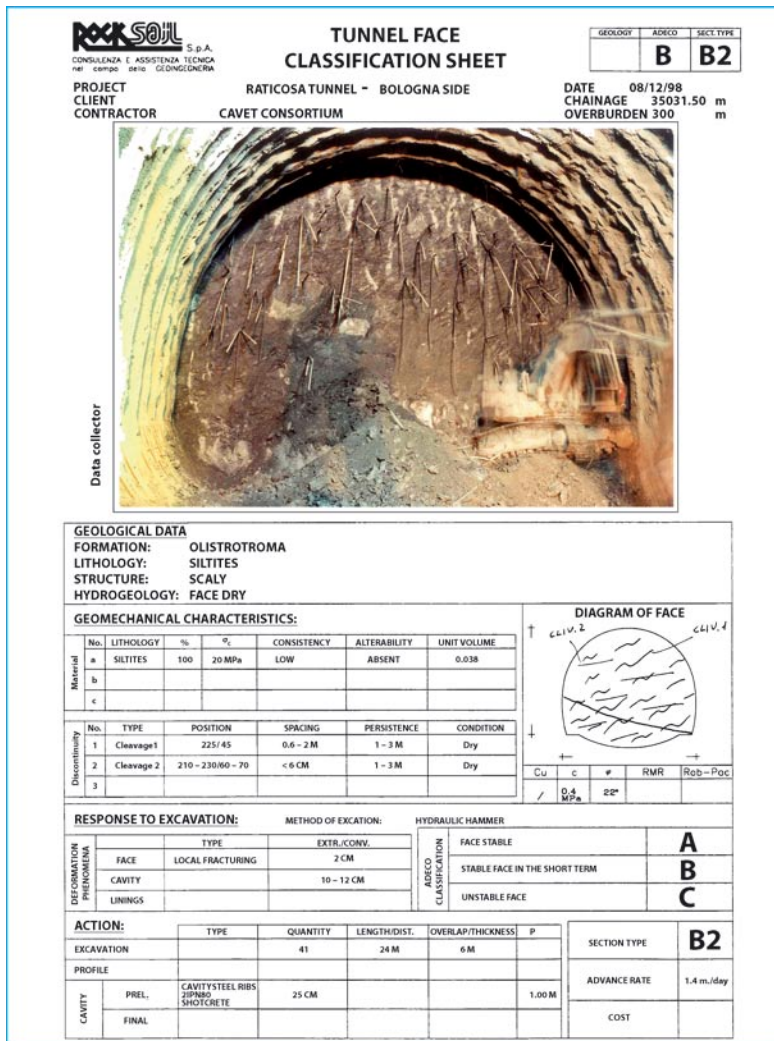 ROCK SOIL S.p.A.
CONSULENZA E ASSISTENZA TECNICA
nel campo della GEOINGEGNERIA
TUNNEL FACE
CLASSIFICATION SHEET
GEOLOGY ADECO SECT. TYPE
B B2
PROJECT RATICOSA TUNNEL - BOLOGNA SIDE
CLIENT
CONTRACTOR CAVET CONSORTIUM
DATE 08/12/98
CHAINAGE 35031.50 m
OVERBURDEN 300 m
Data collector
GEOLOGICAL DATA
FORMATION: OLISTROTROMA
LITHOLOGY: SILTITES
STRUCTURE: SCALY
HYDROGEOLOGY: FACE DRY
GEOMECHANICAL CHARACTERISTICS:
Material
No. LITHOLOGY % σc CONSISTENCY ALTERABILITY UNIT VOLUME
a SILTITES 100 20 MPa LOW ABSENT 0.038
b
c
Discontinuity
No. TYPE POSITION SPACING PERSISTENCE CONDITION
1 Cleavage1 225/45 0.6 – 2 M 1 – 3 M Dry
2 Cleavage 2 210 – 230/60 – 70 < 6 CM 1 – 3 M Dry
3
DIAGRAM OF FACE
CLIV.2 CLIV.1
Cu c φ RMR Rab-Pac
/ 0.4 MPa 22°
RESPONSE TO EXCAVATION: METHOD OF EXCATION: HYDRAULIC HAMMER
DEFORMATION PHENOMENA
TYPE EXTR./CONV.
FACE LOCAL FRACTURING 2 CM
CAVITY 10 – 12 CM
LININGS
ADECO CLASSIFICATION
FACE STABLE A
STABLE FACE IN THE SHORT TERM B
UNSTABLE FACE C
ACTION:
TYPE QUANTITY LENGTH/DIST. OVERLAP/THICKNESS P
EXCAVATION 41 24 M 6 M
PROFILE
CAVITY
PREL. CAVITY STEEL RIBS 2IPN80 SHOTCRETE 25 CM 1.00 M
FINAL
SECTION TYPE B2
ADVANCE RATE 1.4 m./day
COST